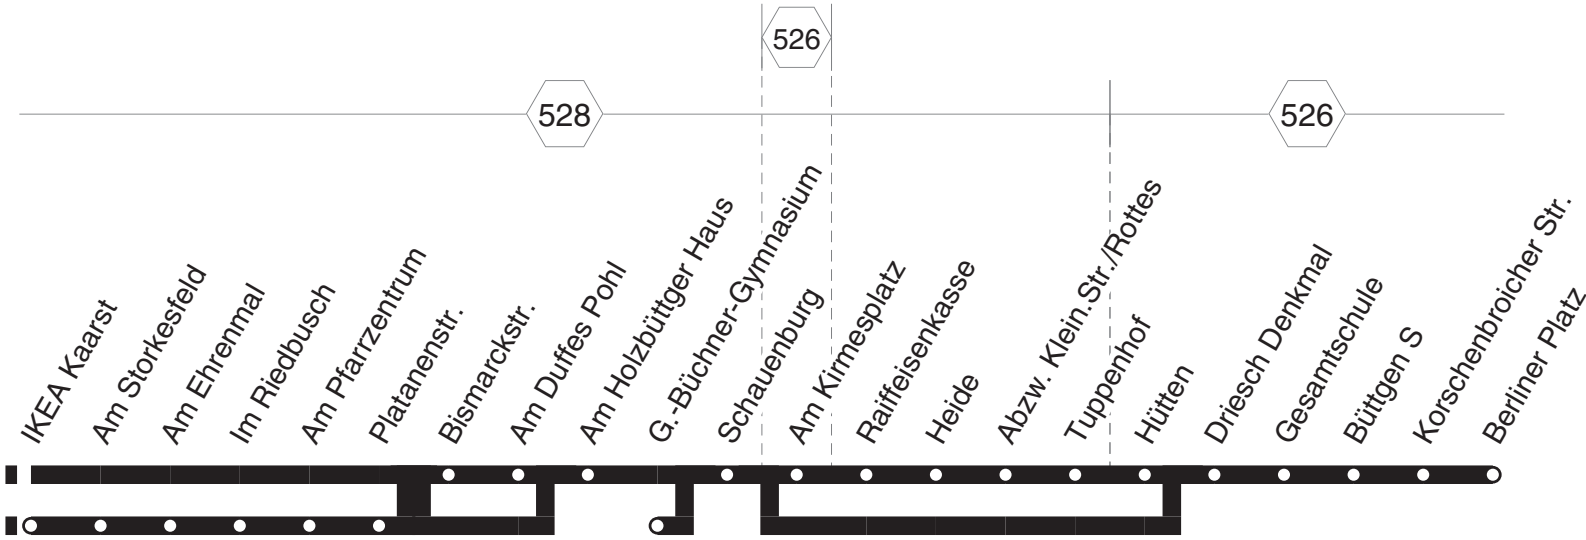 526
528
526
IKEA Kaarst
Am Storkesfeld
Am Ehrenmal
Im Riedbusch
Am Pfarrzentrum
Platanenstr.
Bismarckstr.
Am Duffes Pohl
Am Holzbüttger Haus
G.-Büchner-Gymnasium
Schauenburg
Am Kirmesplatz
Raiffeisenkasse
Heide
Abzw. Klein.Str./Rottes
Tuppenhof
Hütten
Driesch Denkmal
Gesamtschule
Büttgen S
Korschenbroicher Str.
Berliner Platz